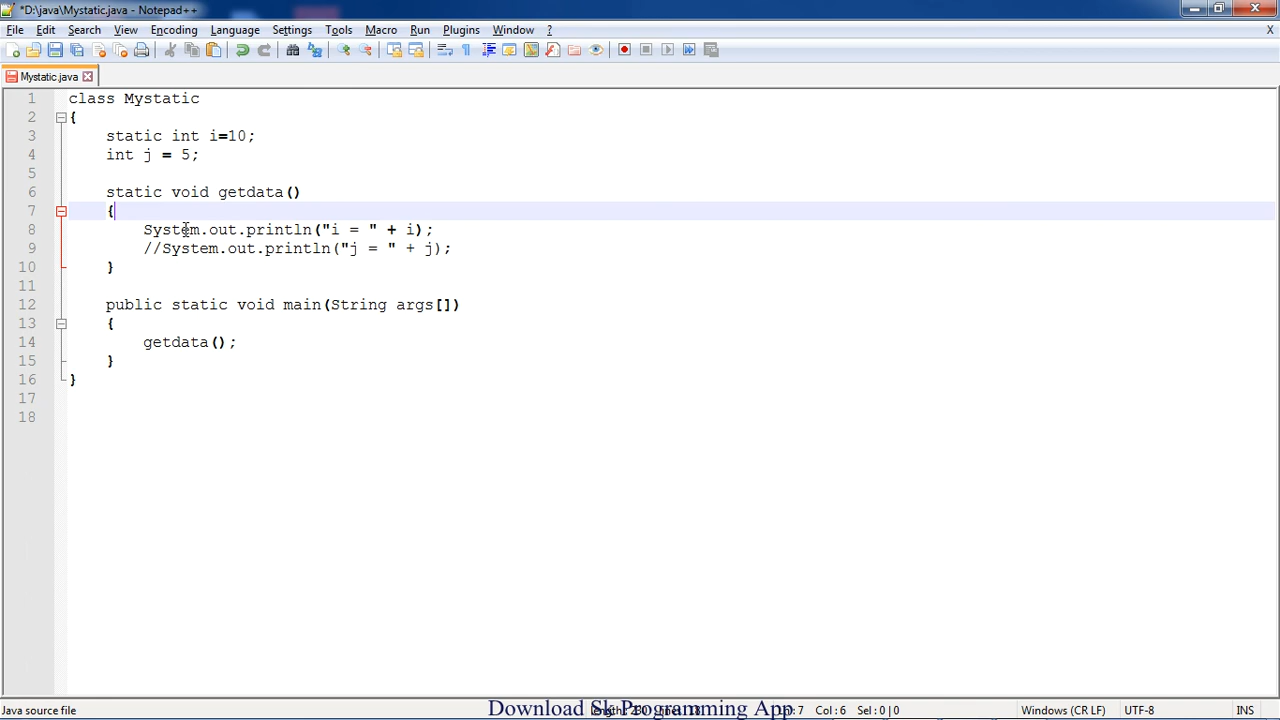 *D:\java\Mystatic.java - Notepad++
File Edit Search View Encoding Language Settings Tools Macro Run Plugins Window ? X
Mystatic.java
1 class Mystatic
2 {
3 static int i=10;
4 int j = 5;
5
6 static void getdata()
7 {
8 System.out.println("i = " + i);
9 //System.out.println("j = " + j);
10 }
11
12 public static void main(String args[])
13 {
14 getdata();
15 }
16 }
17
18
Java source file Col : 6 Sel : 0 | 0 Windows (CR LF) UTF-8 INS
Download Sk Programming App